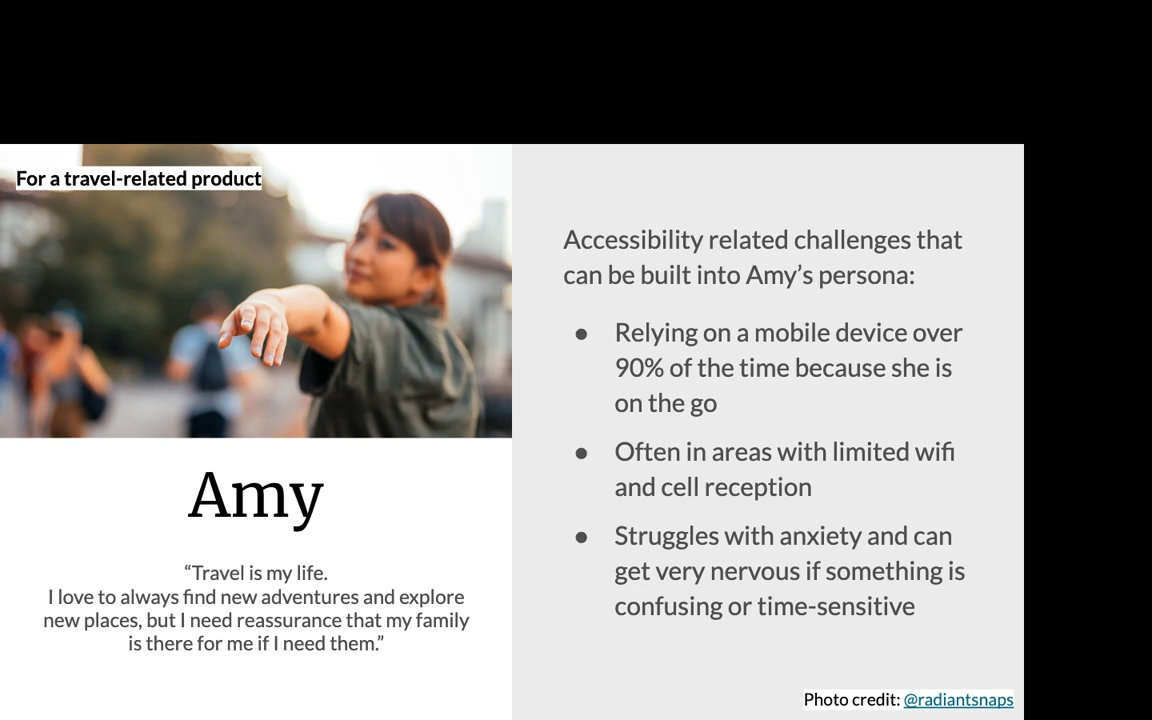 For a travel-related product
Amy
“Travel is my life.
I love to always find new adventures and explore
new places, but I need reassurance that my family
is there for me if I need them.”
Accessibility related challenges that
can be built into Amy’s persona:
● Relying on a mobile device over
90% of the time because she is
on the go
● Often in areas with limited wifi
and cell reception
● Struggles with anxiety and can
get very nervous if something is
confusing or time-sensitive
Photo credit: @radiantsnaps